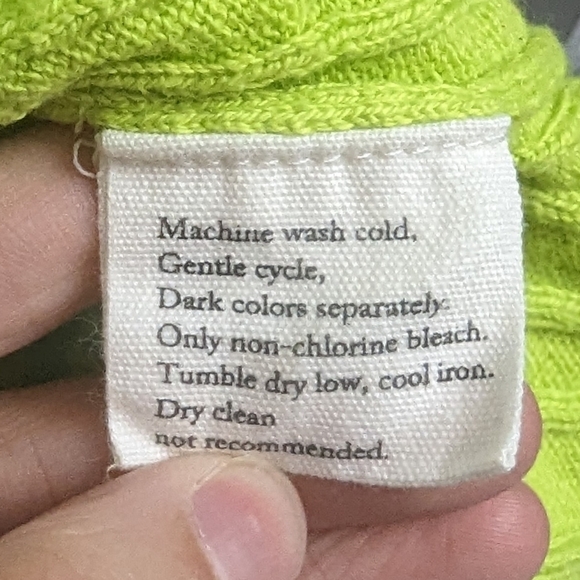 Machine wash cold,
Gentle cycle,
Dark colors separately.
Only non-chlorine bleach.
Tumble dry low, cool iron.
Dry clean
not recommended.